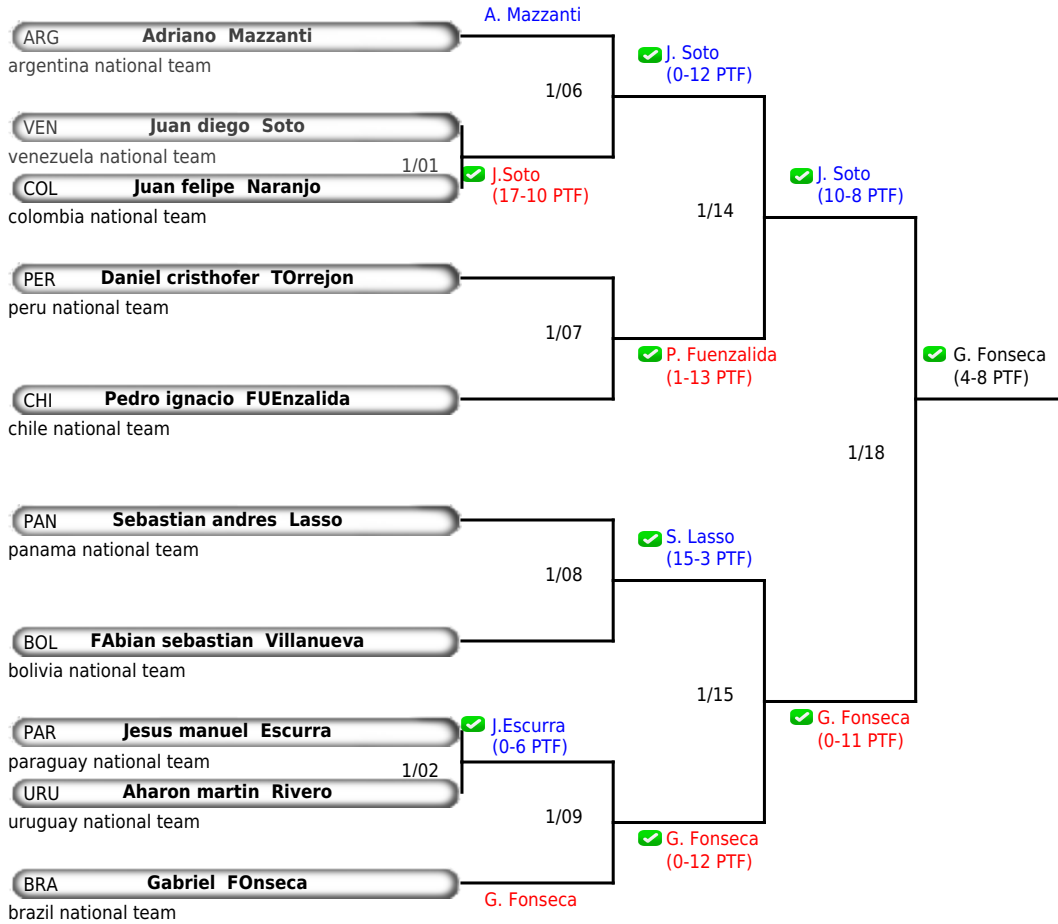 A. Mazzanti
ARG Adriano Mazzanti
argentina national team
J. Soto
(0-12 PTF)
1/06
VEN Juan diego Soto
venezuela national team
1/01
J.Soto
(17-10 PTF)
COL Juan felipe Naranjo
colombia national team
J. Soto
(10-8 PTF)
1/14
PER Daniel cristhofer TOrrejon
peru national team
1/07
P. Fuenzalida
(1-13 PTF)
G. Fonseca
(4-8 PTF)
CHI Pedro ignacio FUEnzalida
chile national team
1/18
PAN Sebastian andres Lasso
panama national team
S. Lasso
(15-3 PTF)
1/08
BOL FAbian sebastian Villanueva
bolivia national team
1/15
G. Fonseca
(0-11 PTF)
PAR Jesus manuel Escurra
paraguay national team
J.Escurra
(0-6 PTF)
1/02
URU Aharon martin Rivero
uruguay national team
1/09
G. Fonseca
(0-12 PTF)
BRA Gabriel FOnseca
brazil national team
G. Fonseca